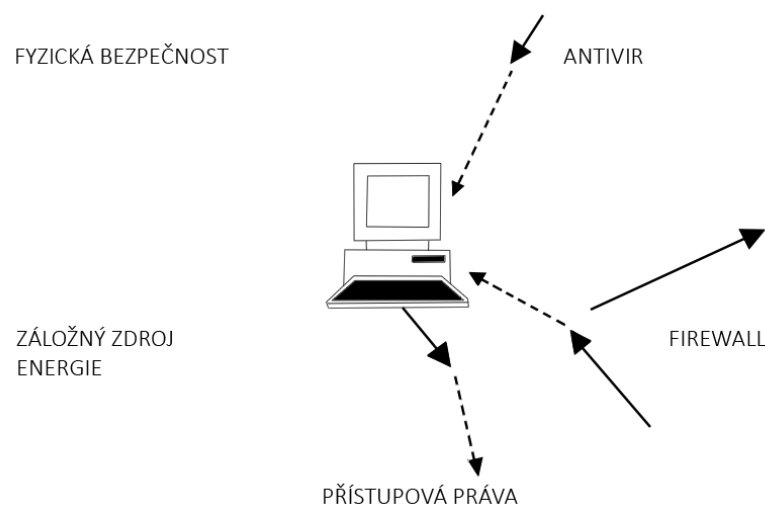 FYZICKÁ BEZPEČNOST
ANTIVIR
ZÁLOŽNÝ ZDROJ
ENERGIE
FIREWALL
PŘÍSTUPOVÁ PRÁVA